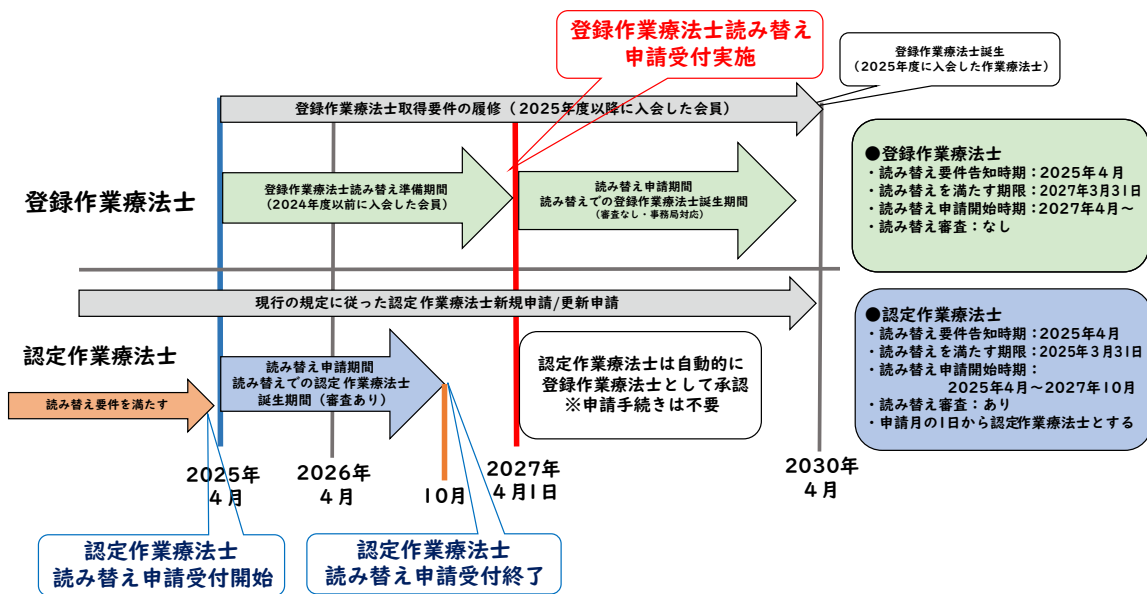 登録作業療法士読み替え
申請受付実施
登録作業療法士誕生
（2025年度に入会した作業療法士）
登録作業療法士取得要件の履修（2025年度以降に入会した会員）
登録作業療法士
登録作業療法士読み替え準備期間
（2024年度以前に入会した会員）
読み替え申請期間
読み替えでの登録作業療法士誕生期間
（審査なし・事務局対応）
●登録作業療法士
・読み替え要件告知時期：2025年４月
・読み替えを満たす期限：2027年3月31日
・読み替え申請開始時期：2027年4月～
・読み替え審査：なし
現行の規定に従った認定作業療法士新規申請/更新申請
認定作業療法士
読み替え要件を満たす
読み替え申請期間
読み替えでの認定作業療法士
誕生期間（審査あり）
認定作業療法士は自動的に
登録作業療法士として承認
※申請手続きは不要
●認定作業療法士
・読み替え要件告知時期：2025年4月
・読み替えを満たす期限：2025年3月31日
・読み替え申請開始時期：
2025年4月～2027年10月
・読み替え審査：あり
・申請月の1日から認定作業療法士とする
2025年
４月
2026年
４月
10月
2027年
４月1日
2030年
４月
認定作業療法士
読み替え申請受付開始
認定作業療法士
読み替え申請受付終了